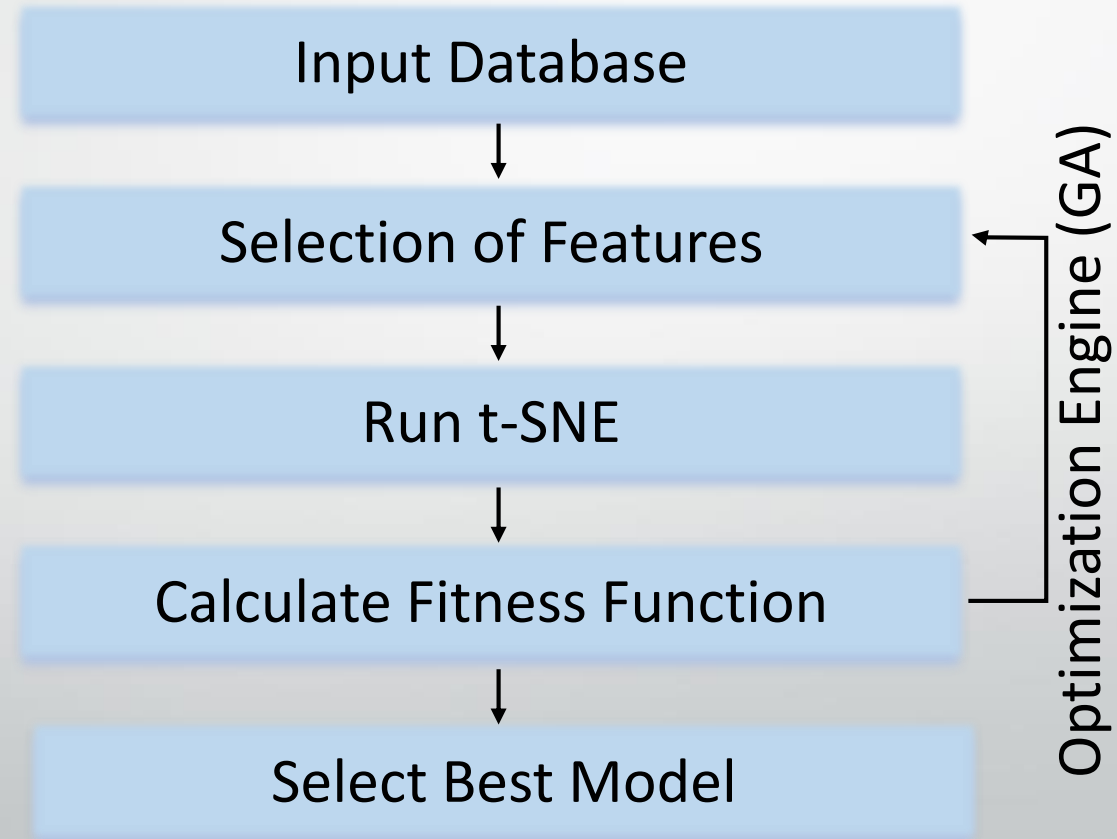 Input Database
Selection of Features
Run t-SNE
Calculate Fitness Function
Select Best Model
Optimization Engine (GA)